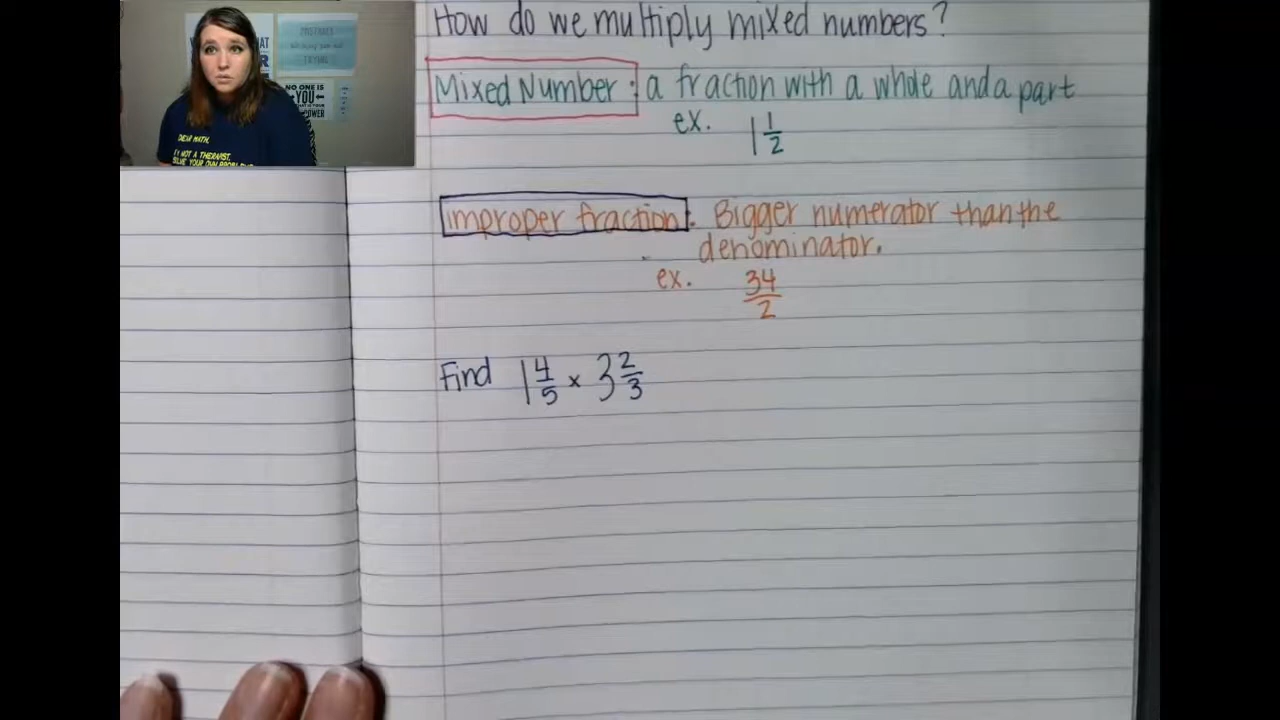 How do we multiply mixed numbers?
Mixed Number: a fraction with a whole and a part
ex. 1 1/2
improper fraction: Bigger numerator than the
denominator.
ex. 34/2
Find 1 4/5 × 3 2/3
MISTAKES
TRYING
NO ONE IS
YOU
POWER
DEAR MATH,
I'M NOT A THERAPIST.
SOLVE YOUR OWN PROBLEMS